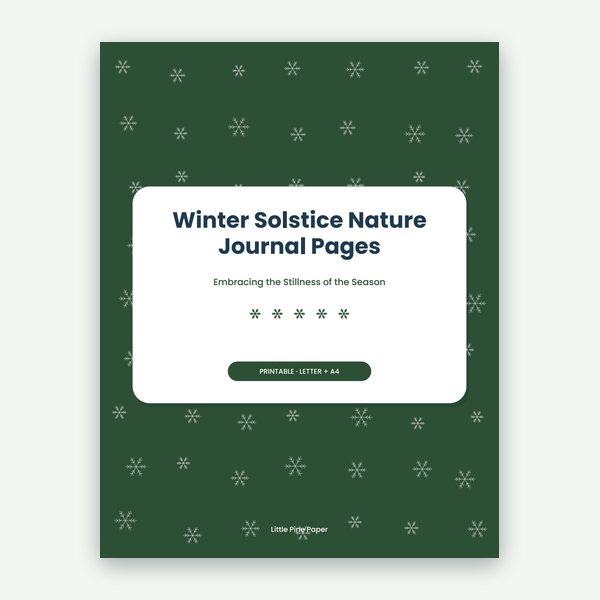 Winter Solstice Nature
Journal Pages
Embracing the Stillness of the Season
PRINTABLE · LETTER + A4
Little Pine Paper